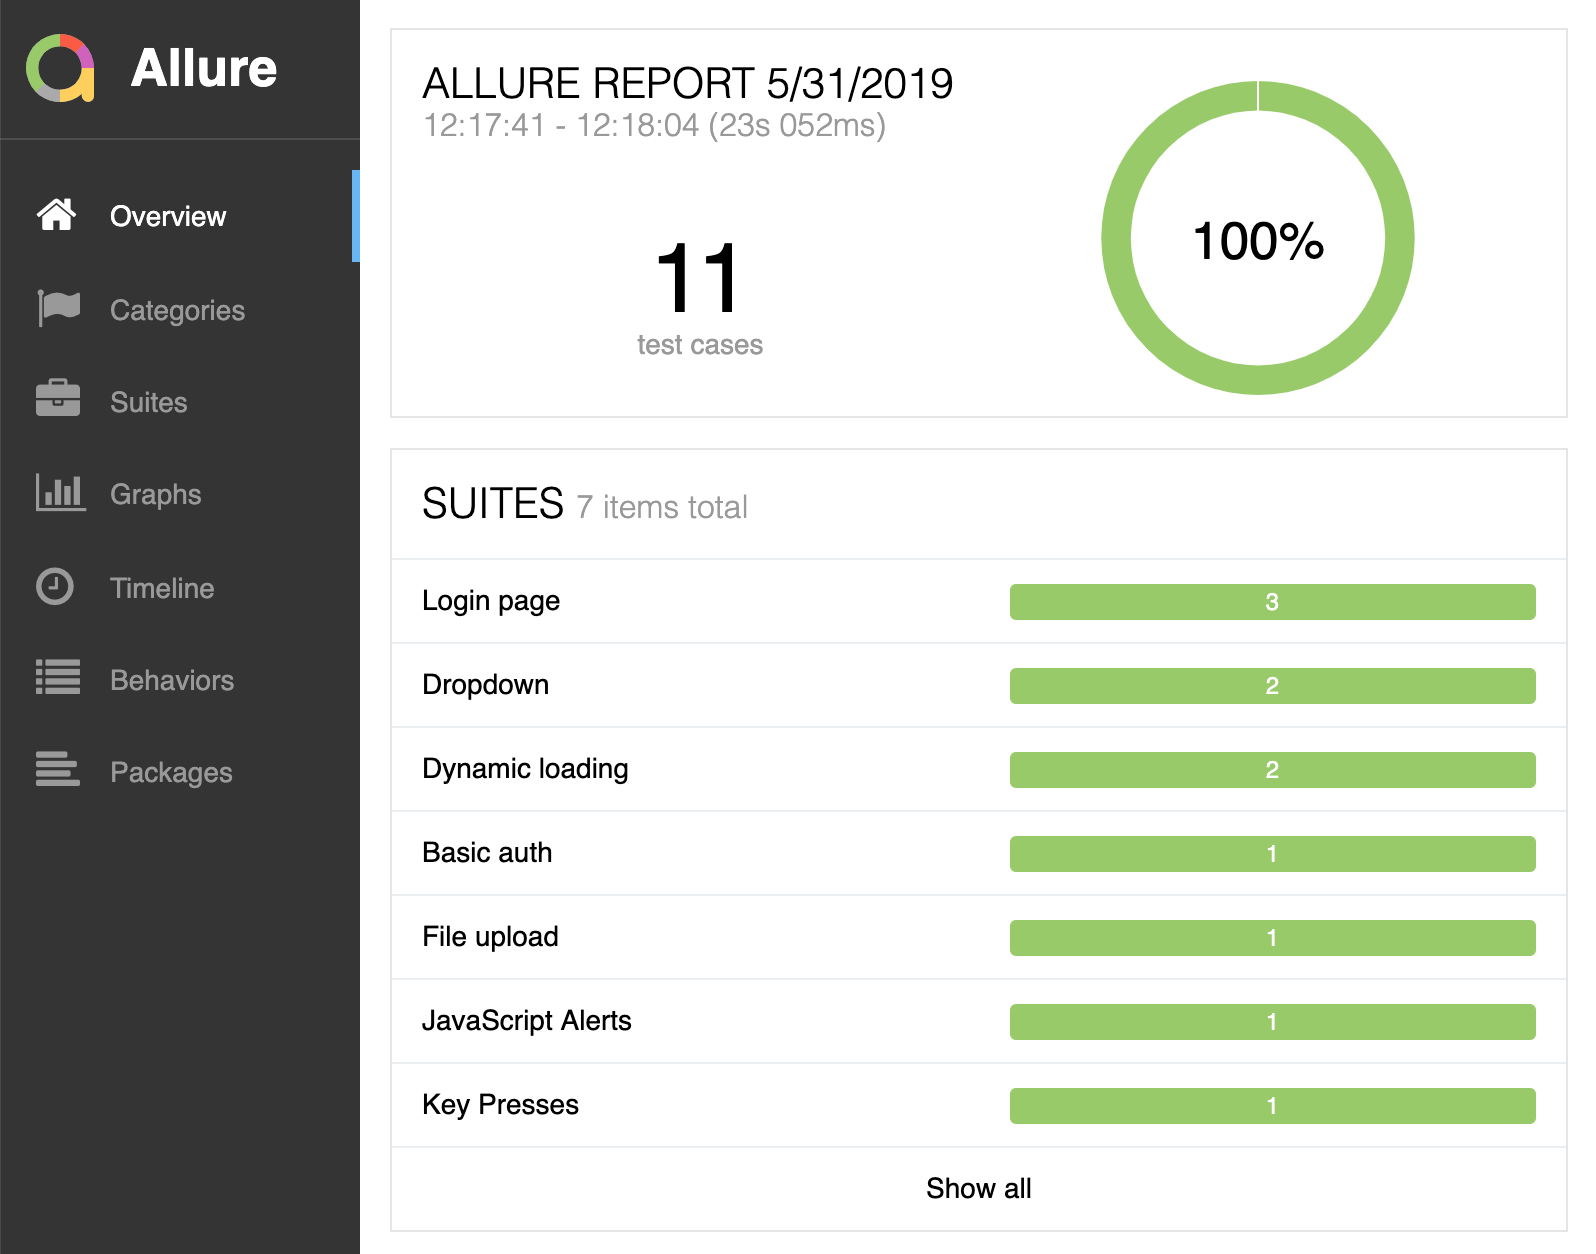 Allure
Overview
Categories
Suites
Graphs
Timeline
Behaviors
Packages
ALLURE REPORT 5/31/2019
12:17:41 - 12:18:04 (23s 052ms)
11
test cases
100%
SUITES 7 items total
Login page 3
Dropdown 2
Dynamic loading 2
Basic auth 1
File upload 1
JavaScript Alerts 1
Key Presses 1
Show all